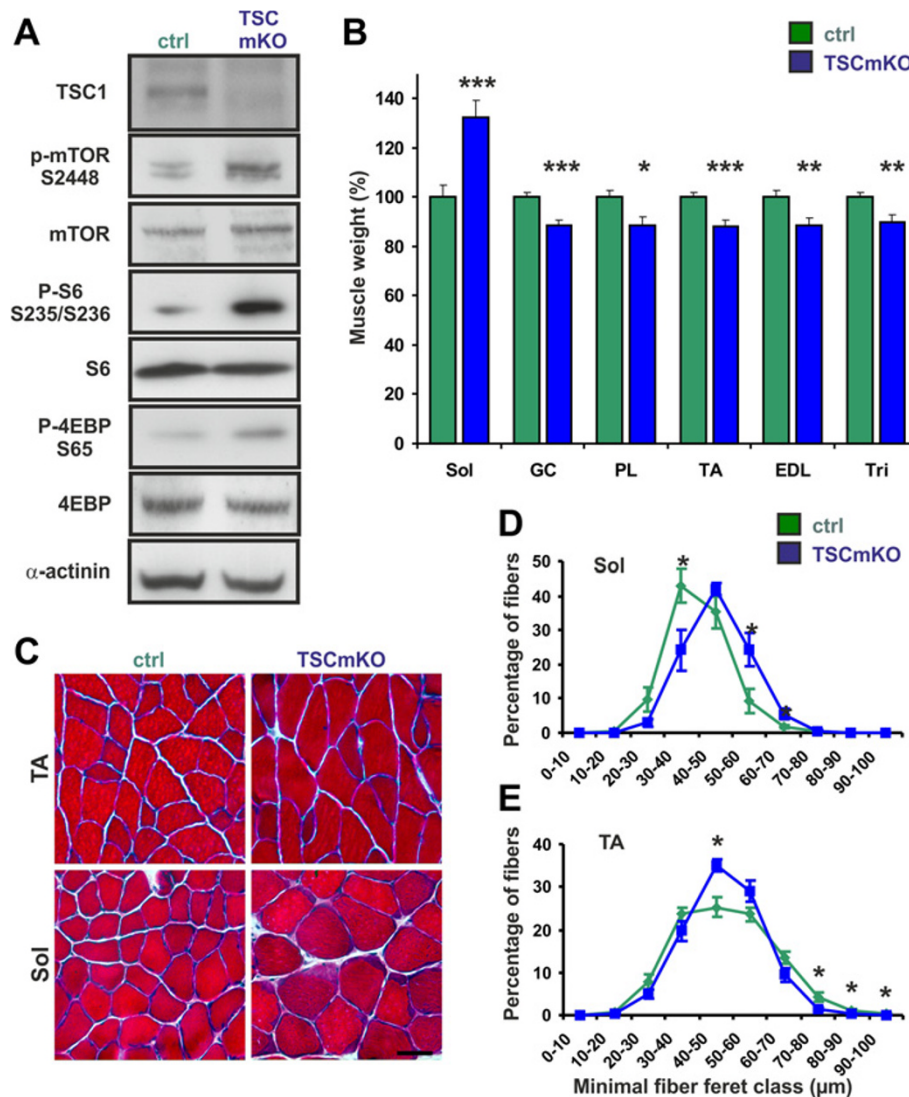 A
ctrl
TSC
mKO
TSC1
p-mTOR
S2448
mTOR
P-S6
S235/S236
S6
P-4EBP
S65
4EBP
α-actinin
B
ctrl
TSCmKO
Muscle weight (%)
140
120
100
80
60
40
20
0
***
***
*
***
**
**
Sol
GC
PL
TA
EDL
Tri
C
ctrl
TSCmKO
TA
Sol
D
ctrl
TSCmKO
Sol
Percentage of fibers
50
40
30
20
10
0
*
*
*
0-10
10-20
20-30
30-40
40-50
50-60
60-70
70-80
80-90
90-100
E
TA
Percentage of fibers
40
30
20
10
0
*
*
*
*
0-10
10-20
20-30
30-40
40-50
50-60
60-70
70-80
80-90
90-100
Minimal fiber feret class (μm)